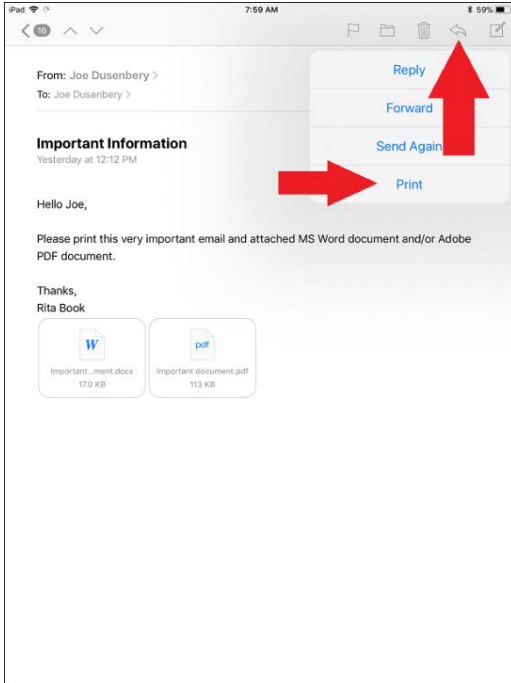 iPad 7:59 AM 59%
16
From: Joe Dusenbery
To: Joe Dusenbery
Reply
Forward
Send Again
Print
Important Information
Yesterday at 12:12 PM
Hello Joe,
Please print this very important email and attached MS Word document and/or Adobe
PDF document.
Thanks,
Rita Book
W
Important...ment.docx
17.0 KB
pdf
Important document.pdf
113 KB